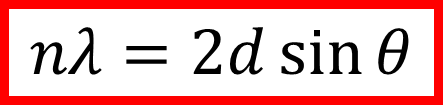 nλ = 2d sin θ